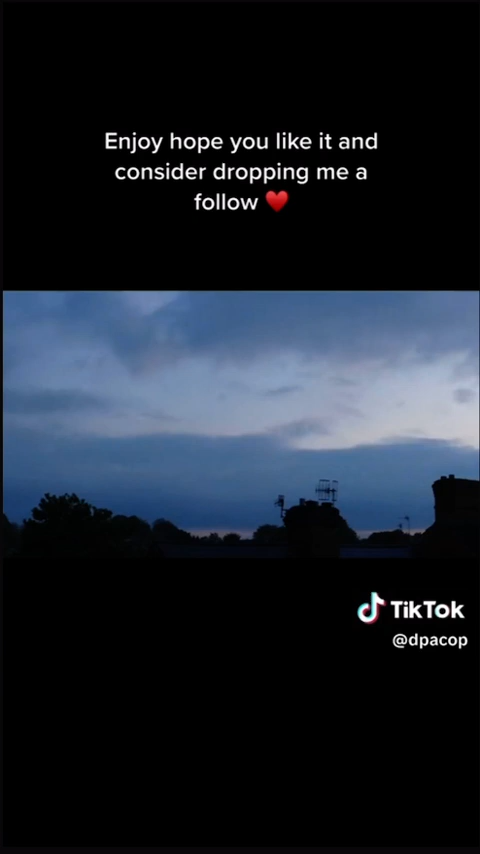 Enjoy hope you like it and
consider dropping me a
follow ❤️
TikTok
@dpacop